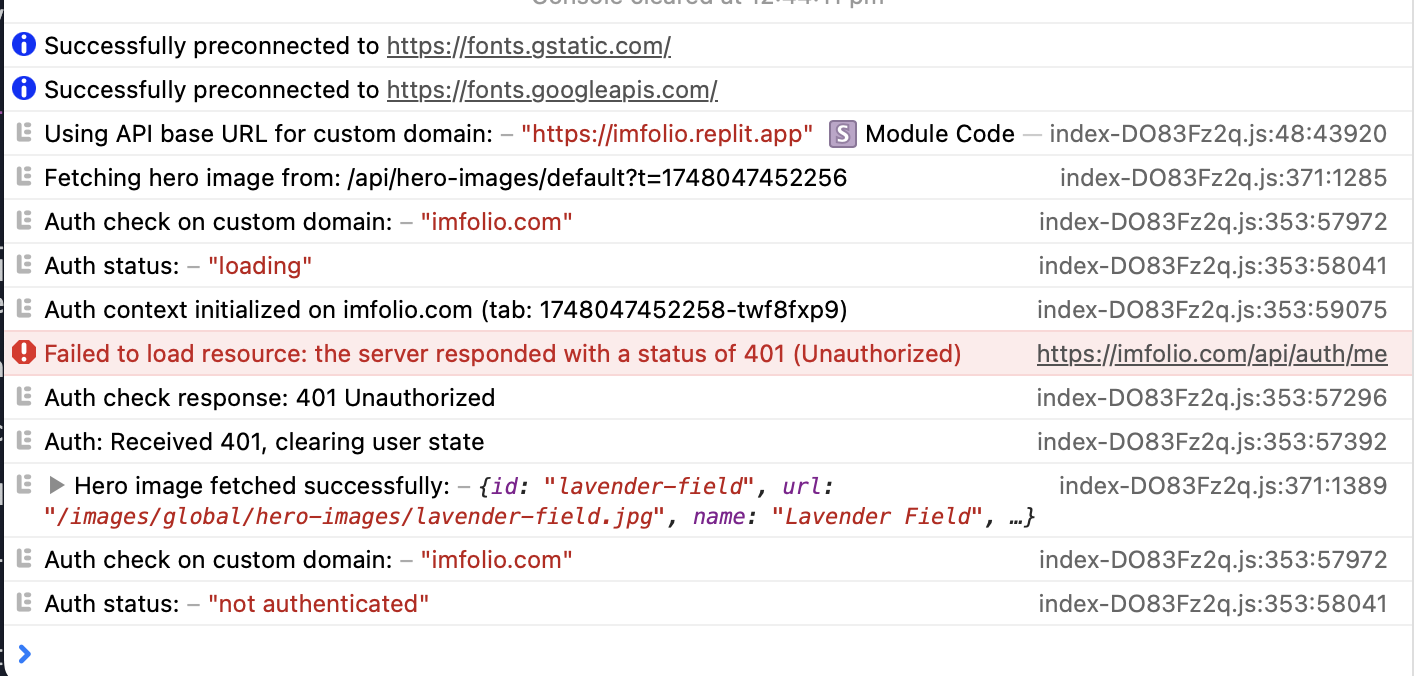 Console cleared at 12:44:11 pm
Successfully preconnected to https://fonts.gstatic.com/
Successfully preconnected to https://fonts.googleapis.com/
Using API base URL for custom domain: – "https://imfolio.replit.app" S Module Code — index-DO83Fz2q.js:48:43920
Fetching hero image from: /api/hero-images/default?t=1748047452256 index-DO83Fz2q.js:371:1285
Auth check on custom domain: – "imfolio.com" index-DO83Fz2q.js:353:57972
Auth status: – "loading" index-DO83Fz2q.js:353:58041
Auth context initialized on imfolio.com (tab: 1748047452258-twf8fxp9) index-DO83Fz2q.js:353:59075
Failed to load resource: the server responded with a status of 401 (Unauthorized) https://imfolio.com/api/auth/me
Auth check response: 401 Unauthorized index-DO83Fz2q.js:353:57296
Auth: Received 401, clearing user state index-DO83Fz2q.js:353:57392
Hero image fetched successfully: – {id: "lavender-field", url: index-DO83Fz2q.js:371:1389
"/images/global/hero-images/lavender-field.jpg", name: "Lavender Field", …}
Auth check on custom domain: – "imfolio.com" index-DO83Fz2q.js:353:57972
Auth status: – "not authenticated" index-DO83Fz2q.js:353:58041